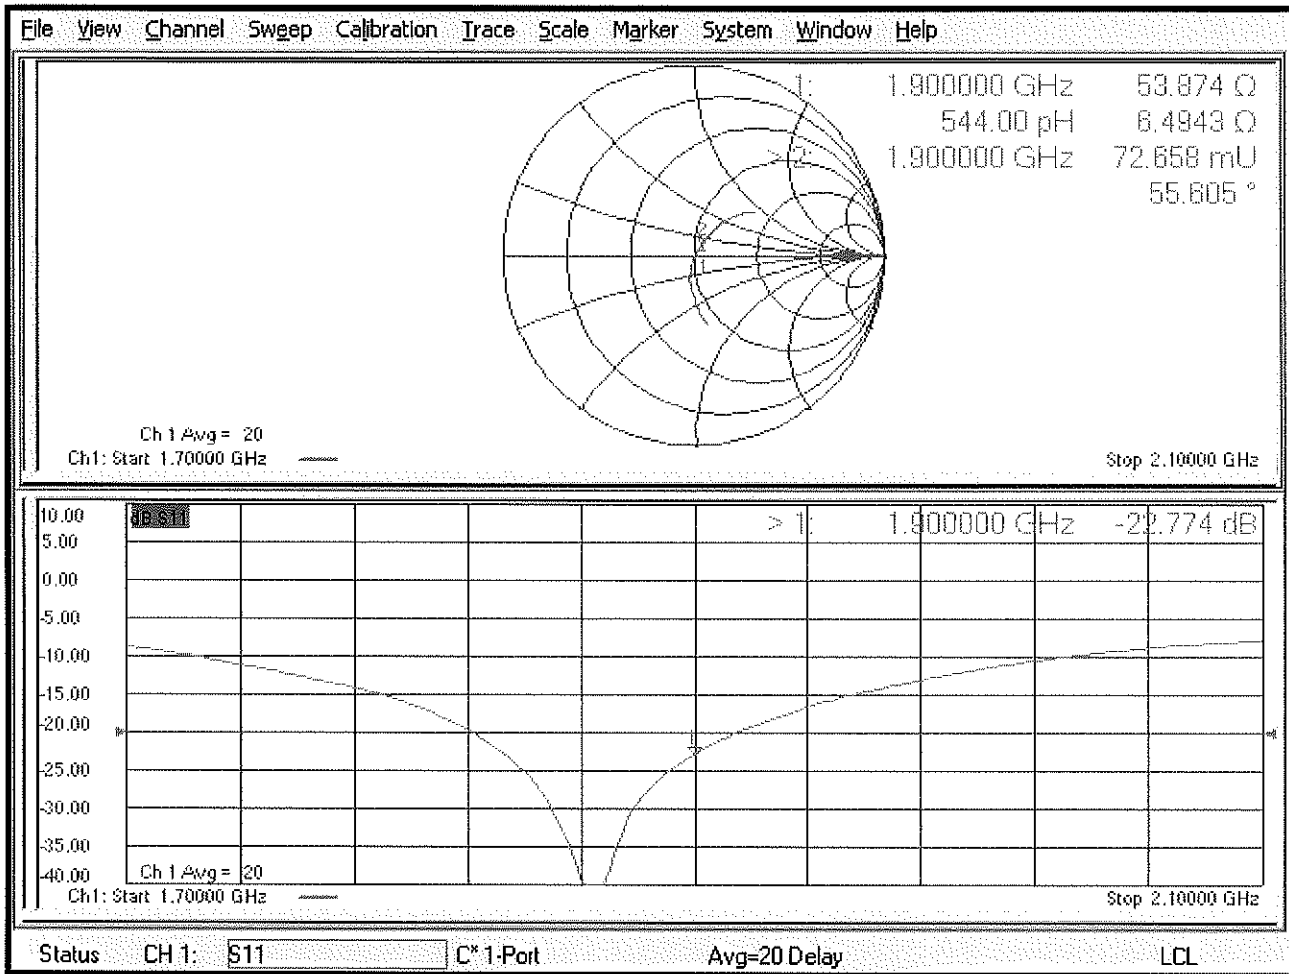 File View Channel Sweep Calibration Trace Scale Marker System Window Help
1: 1.900000 GHz 53.874 Ω
544.00 pH 6.4943 Ω
> 2: 1.900000 GHz 72.658 mU
55.605 °
Ch 1 Avg = 20
Ch1: Start 1.70000 GHz
Stop 2.10000 GHz
10.00
dB S11
> 1: 1.900000 GHz -22.774 dB
5.00
0.00
-5.00
-10.00
-15.00
-20.00
-25.00
-30.00
-35.00
-40.00
Ch 1 Avg = 20
Ch1: Start 1.70000 GHz
Stop 2.10000 GHz
Status CH 1: S11 C* 1-Port Avg=20 Delay LCL